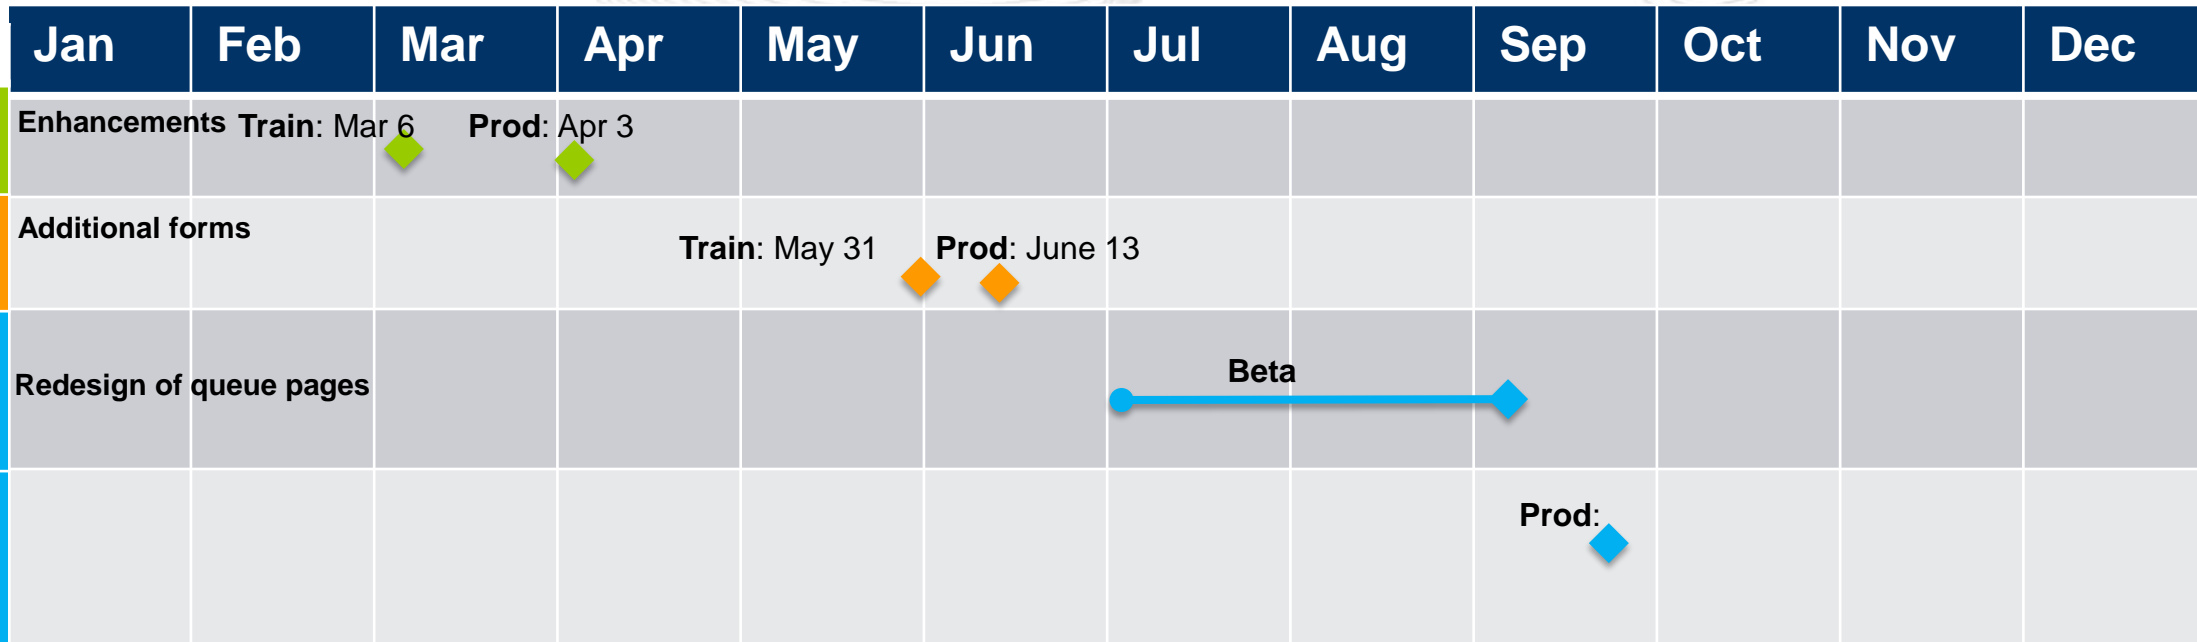 Jan Feb Mar Apr May Jun Jul Aug Sep Oct Nov Dec
Enhancements Train: Mar 6 Prod: Apr 3
Additional forms
Train: May 31 Prod: June 13
Beta
Redesign of queue pages
Prod: